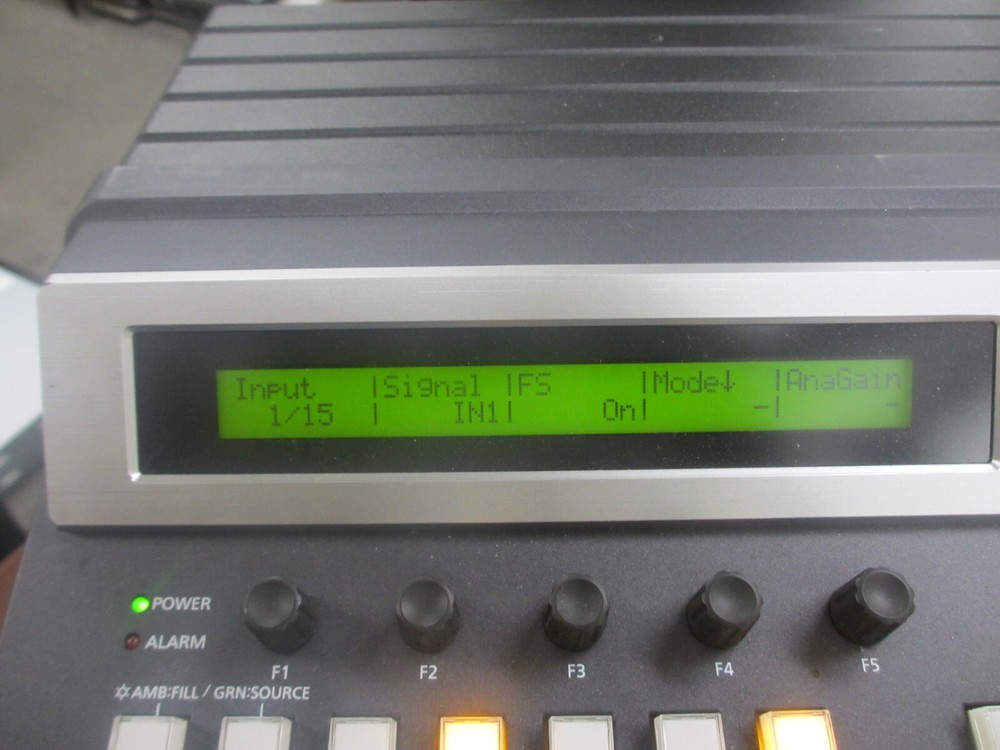 Input |Signal |FS |Mode↓ |AnaGain
1/15 | IN1| On| -| -
POWER
ALARM
F1 F2 F3 F4 F5
AMB:FILL / GRN:SOURCE